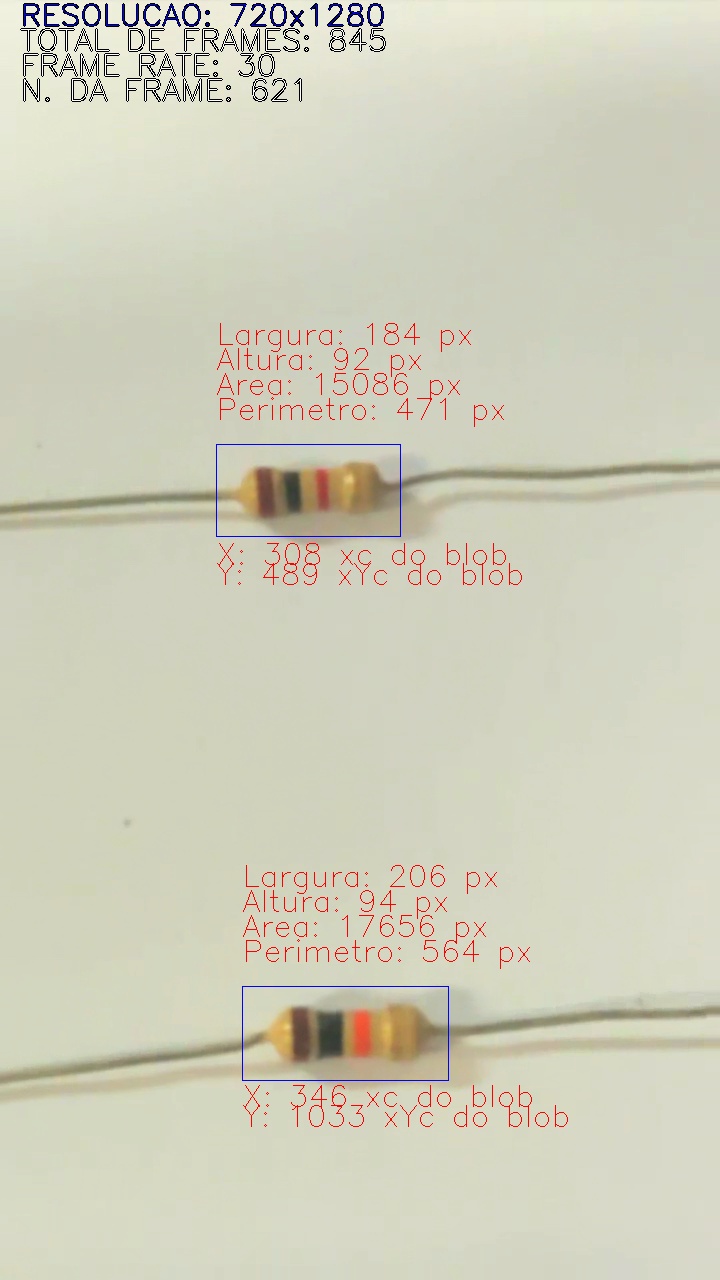 RESOLUCAO: 720x1280
TOTAL DE FRAMES: 845
FRAME RATE: 30
N. DA FRAME: 621
Largura: 184 px
Altura: 92 px
Area: 15086 px
Perimetro: 471 px
X: 308 xc do blob
Y: 489 xYc do blob
Largura: 206 px
Altura: 94 px
Area: 17656 px
Perimetro: 564 px
X: 346 xc do blob
Y: 1033 xYc do blob